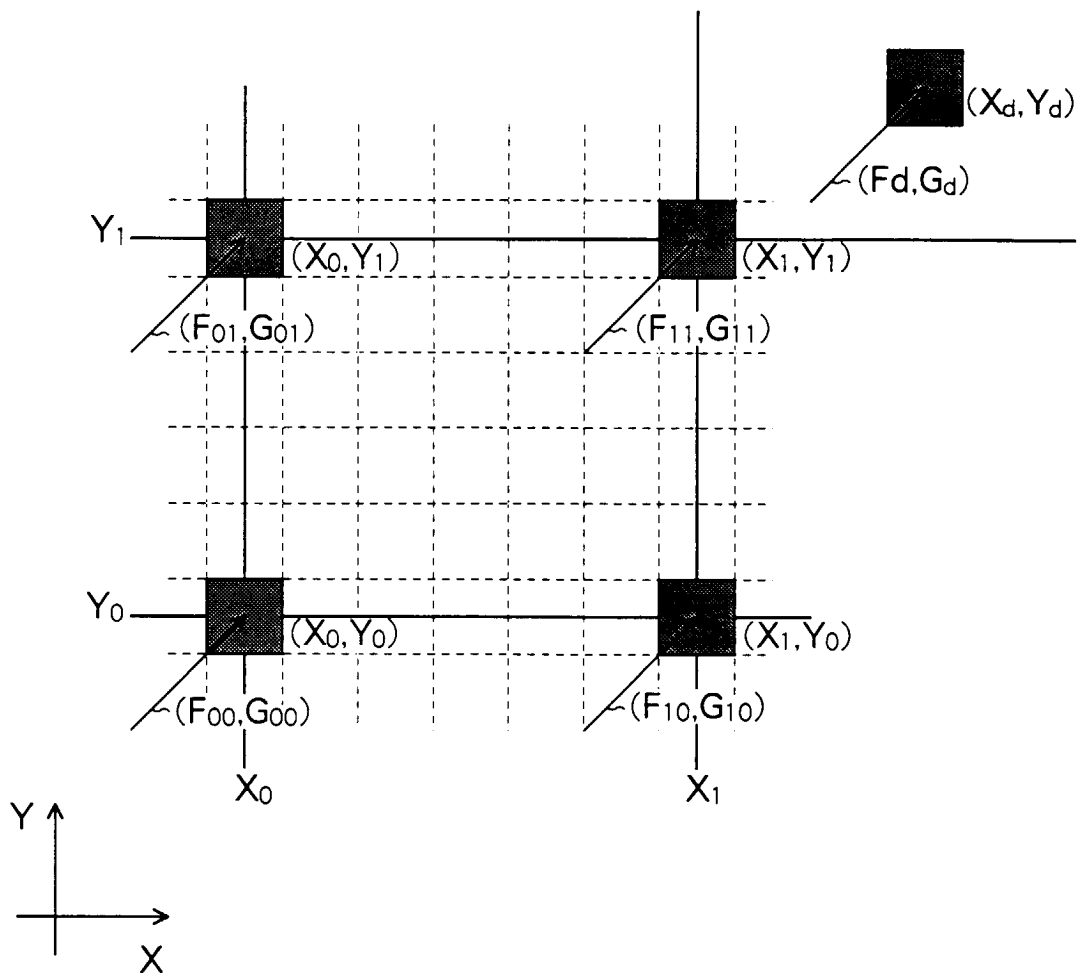 (Xd,Yd)
(Fd,Gd)
Y1
(X0,Y1)
(X1,Y1)
(F01,G01)
(F11,G11)
Y0
(X0,Y0)
(X1,Y0)
(F00,G00)
(F10,G10)
X0
X1
Y
X